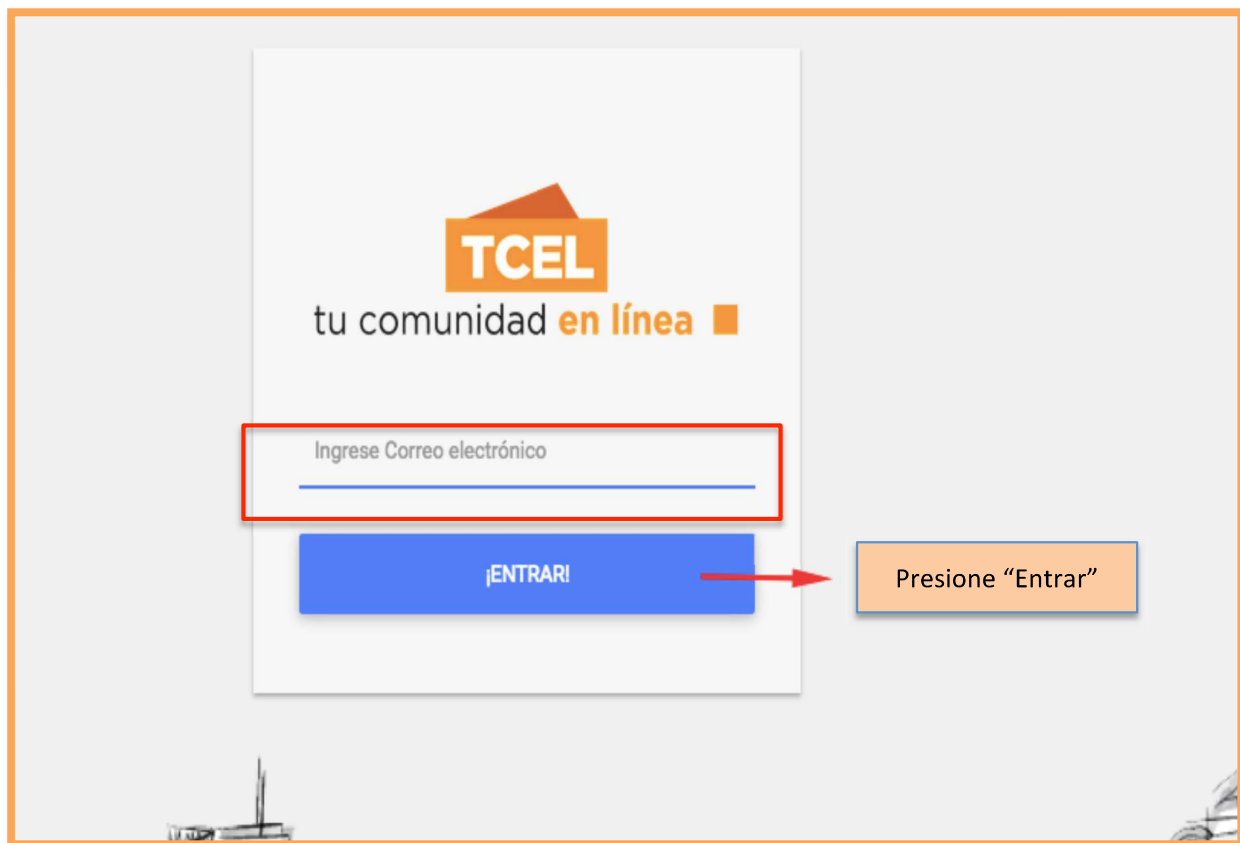 TCEL
tu comunidad en línea
Ingrese Correo electrónico
¡ENTRAR!
Presione “Entrar”